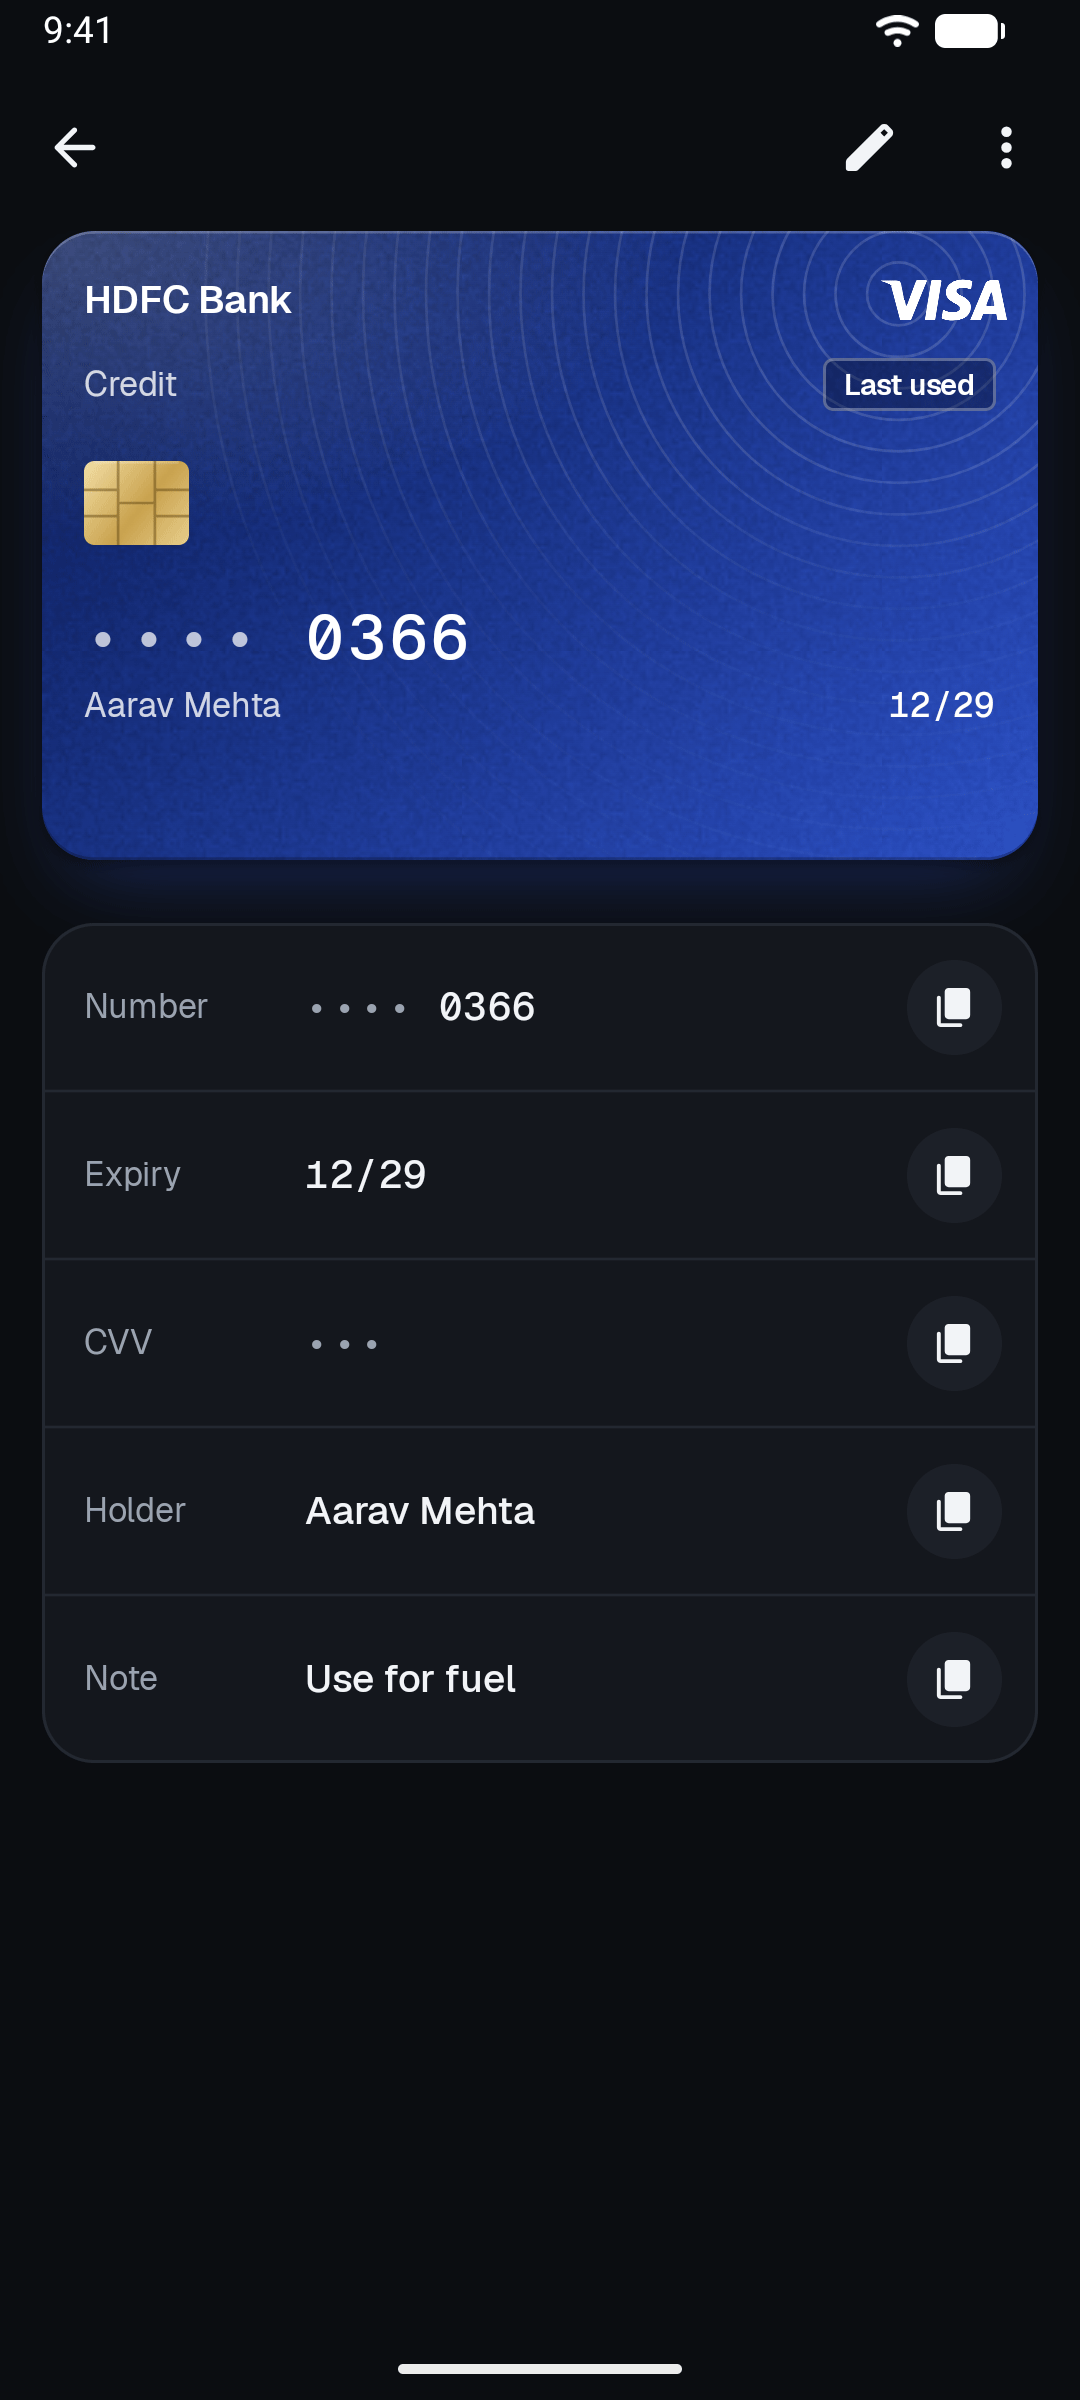 9:41
HDFC Bank
VISA
Credit
Last used
• • • • 0366
Aarav Mehta
12/29
Number
• • • • 0366
Expiry
12/29
CVV
• • •
Holder
Aarav Mehta
Note
Use for fuel